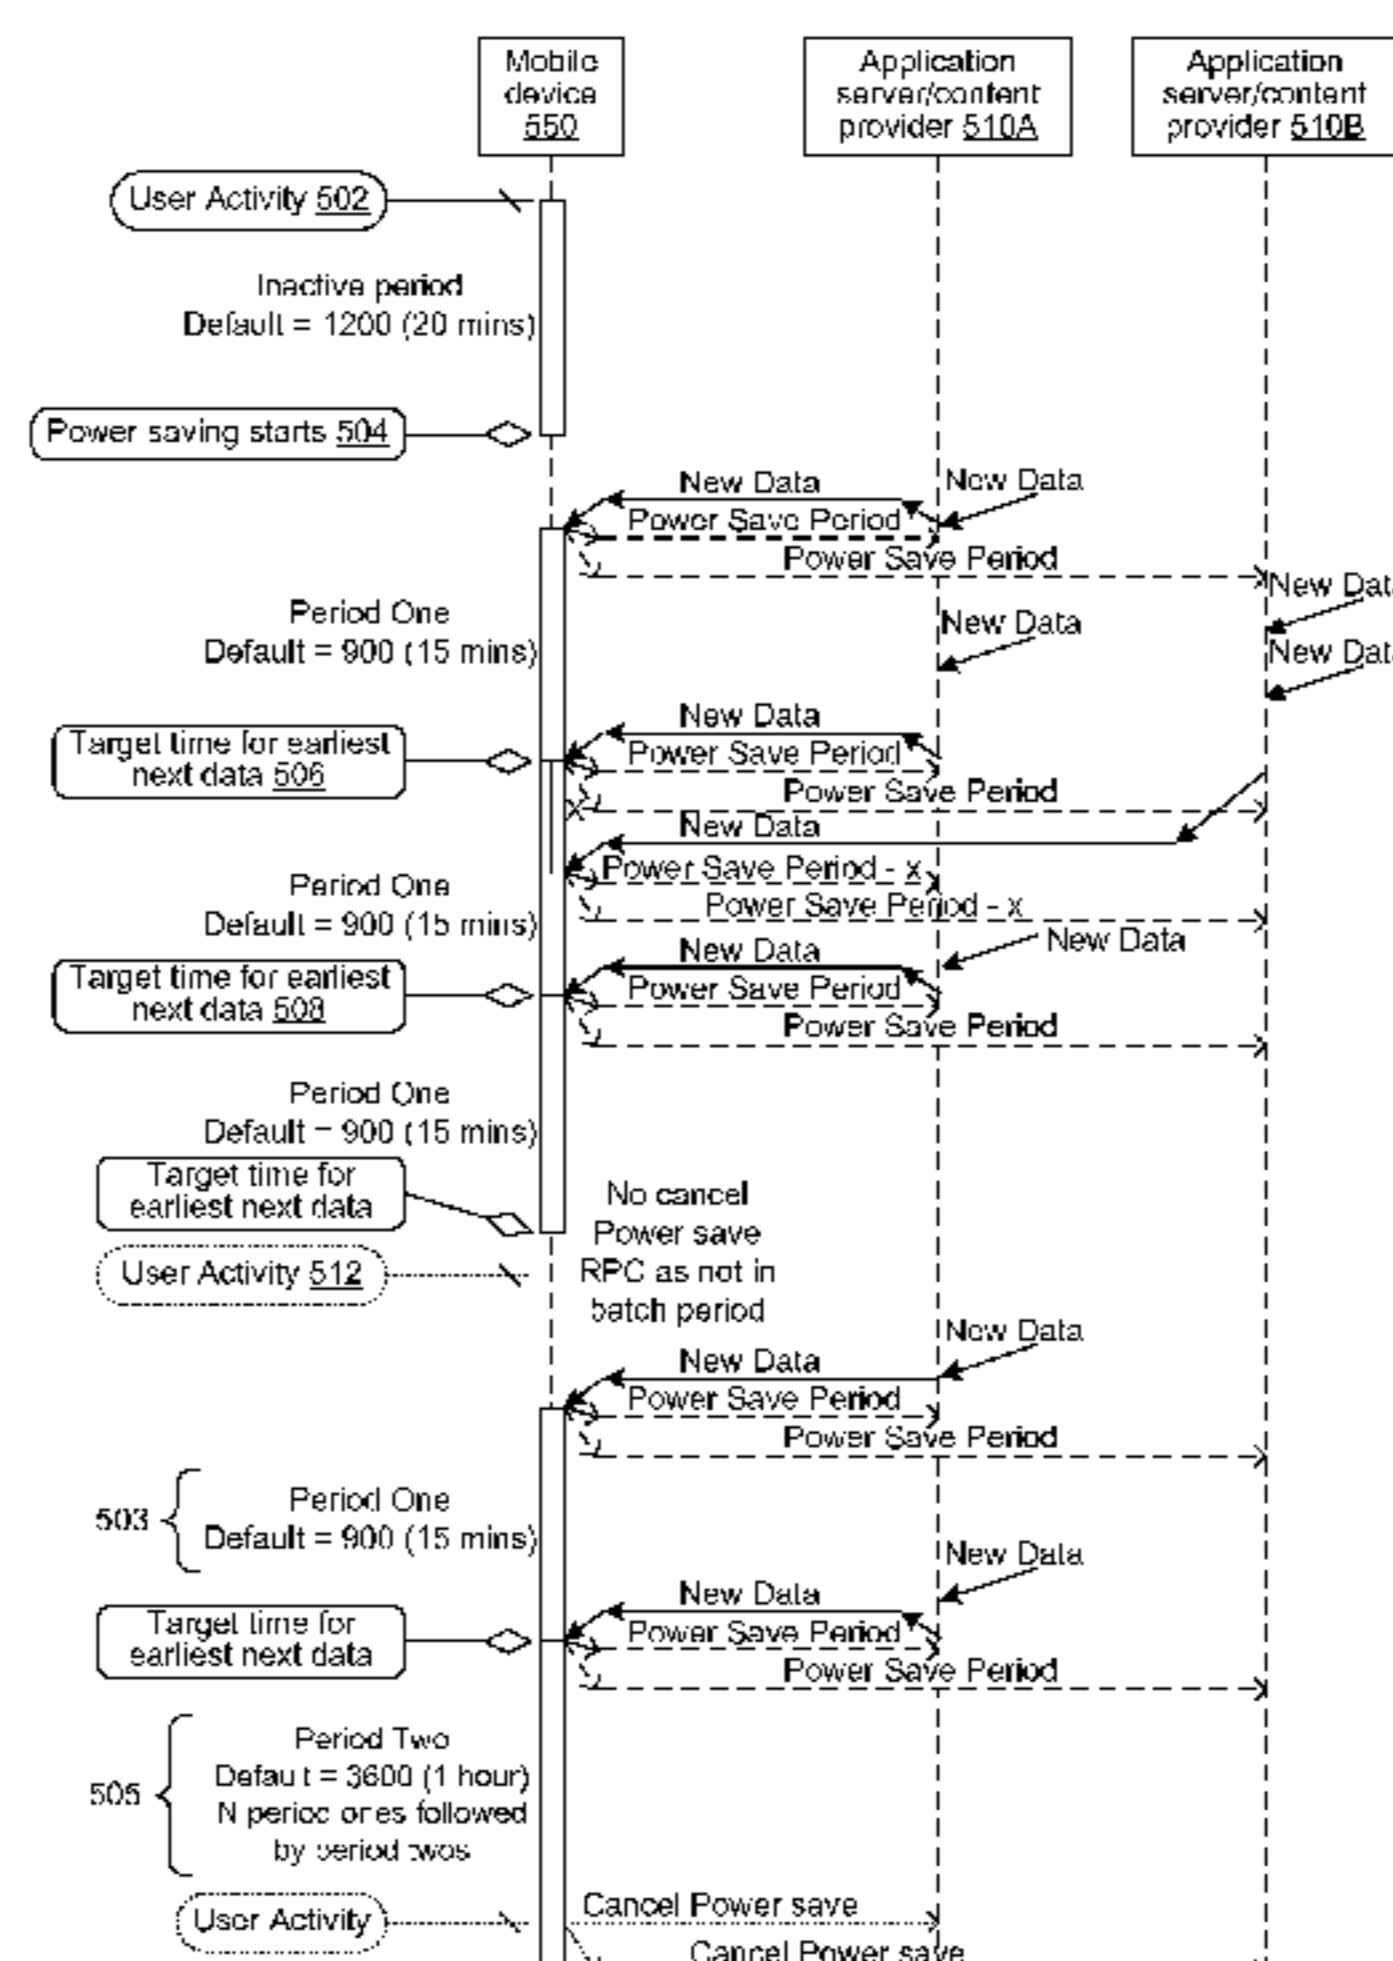 Mobile
device
550
Application
server/content
provider 510A
Application
server/content
provider 510B
User Activity 502
Inactive period
Default = 1200 (20 mins)
Power saving starts 504
New Data
New Data
Power Save Period
Power Save Period
New Dat
Period One
Default = 900 (15 mins)
New Data
New Dat
New Data
Target time for earliest
next data 506
Power Save Period
Power Save Period
x
New Data
Power Save Period - x
Period One
Default = 900 (15 mins)
Power Save Period - x
New Data
New Data
Target time for earliest
next data 508
Power Save Period
Power Save Period
Period One
Default = 900 (15 mins)
Target time for
earliest next data
No cancel
Power save
RPC as not in
batch period
User Activity 512
New Data
New Data
Power Save Period
Power Save Period
503
Period One
Default = 900 (15 mins)
New Data
New Data
Target time for
earliest next data
Power Save Period
Power Save Period
505
Period Two
Default = 3600 (1 hour)
N period ones followed
by period twos
User Activity
Cancel Power save
Cancel Power save